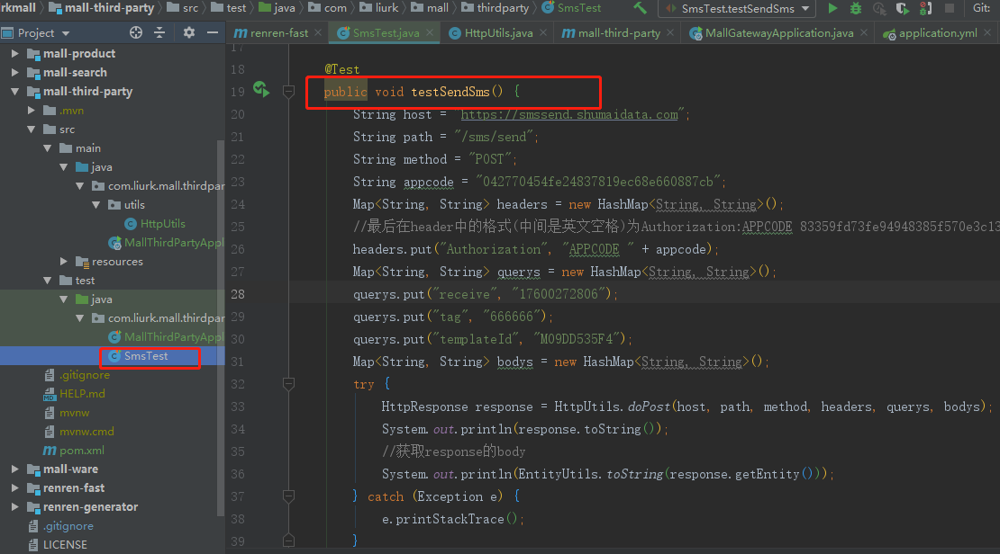 rkmall
mall-third-party
src
test
java
com
liurk
mall
thirdparty
SmsTest
SmsTest.testSendSms
Git:
Project
renren-fast
SmsTest.java
HttpUtils.java
mall-third-party
MallGatewayApplication.java
application.yml
mall-product
mall-search
mall-third-party
.mvn
src
main
java
com.liurk.mall.thirdpar
utils
HttpUtils
MallThirdPartyAppl
resources
test
java
com.liurk.mall.thirdpar
MallThirdPartyAppl
SmsTest
.gitignore
HELP.md
mvnw
mvnw.cmd
pom.xml
mall-ware
renren-fast
renren-generator
.gitignore
LICENSE
17
18 @Test
19 public void testSendSms() {
20 String host = "https://smssend.shumaidata.com";
21 String path = "/sms/send";
22 String method = "POST";
23 String appcode = "042770454fe24837819ec68e660887cb";
24 Map<String, String> headers = new HashMap<String, String>();
25 //最后在header中的格式(中间是英文空格)为Authorization:APPCODE 83359fd73fe94948385f570e3c13
26 headers.put("Authorization", "APPCODE " + appcode);
27 Map<String, String> querys = new HashMap<String, String>();
28 querys.put("receive", "17600272806");
29 querys.put("tag", "666666");
30 querys.put("templateId", "M09DD535F4");
31 Map<String, String> bodys = new HashMap<String, String>();
32 try {
33 HttpResponse response = HttpUtils.doPost(host, path, method, headers, querys, bodys);
34 System.out.println(response.toString());
35 //获取response的body
36 System.out.println(EntityUtils.toString(response.getEntity()));
37 } catch (Exception e) {
38 e.printStackTrace();
39 }